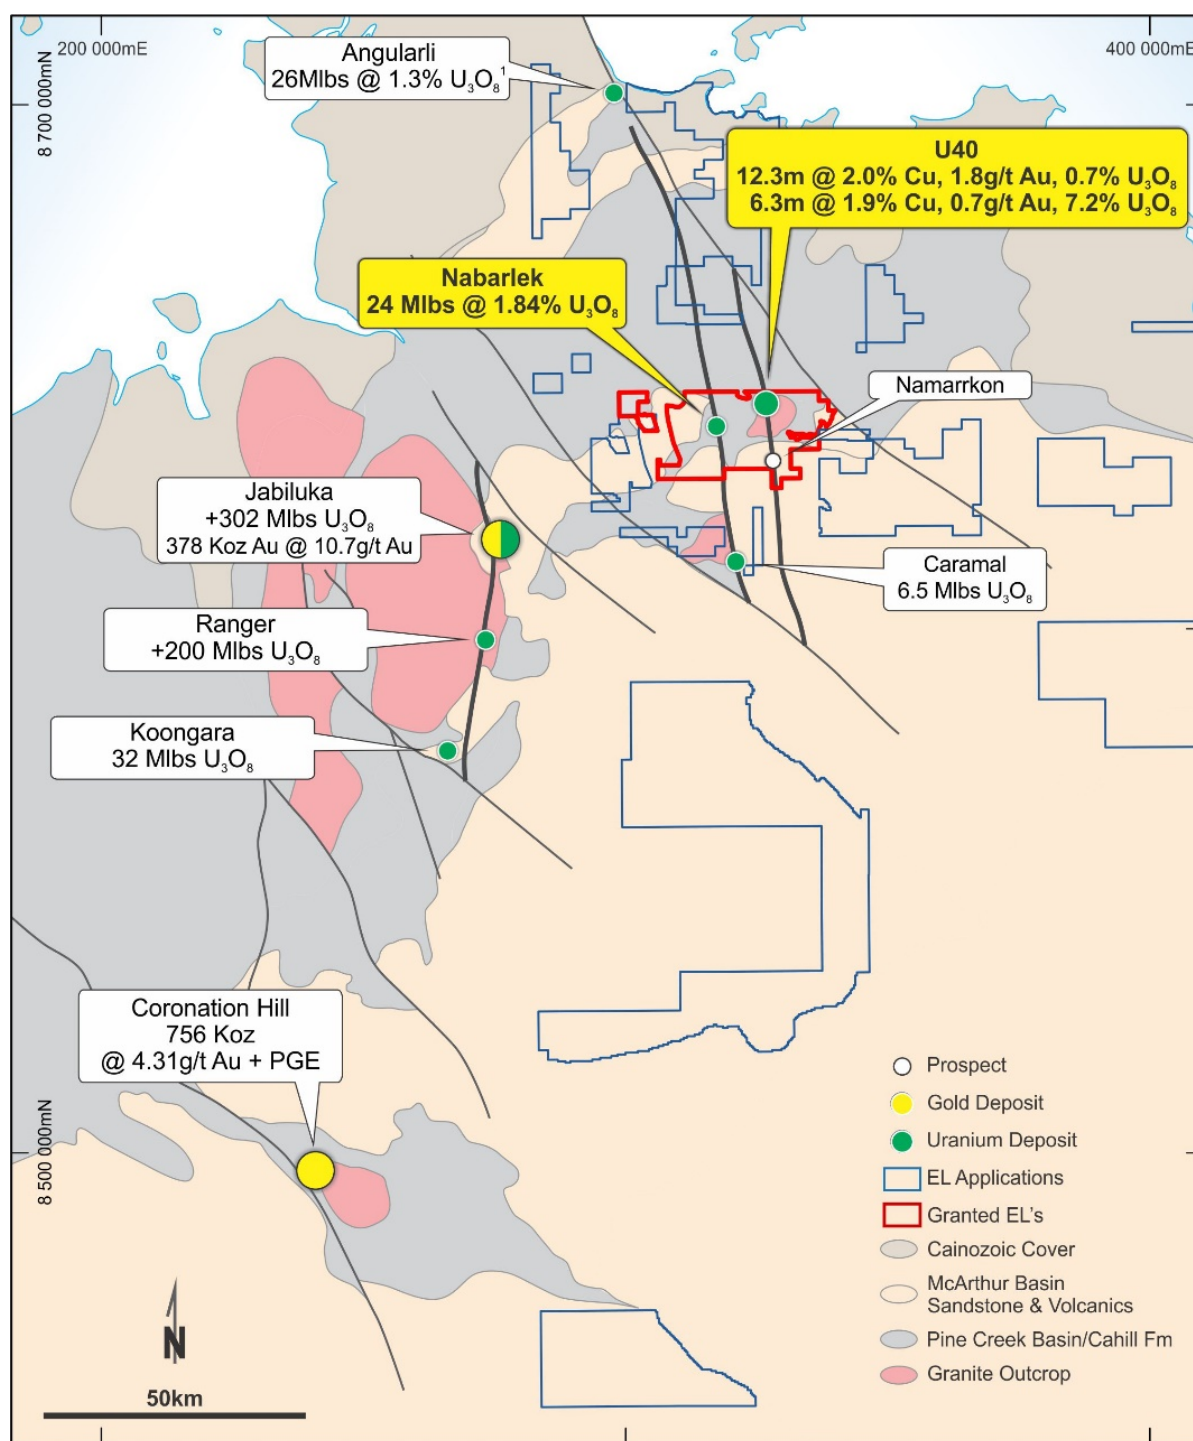 200 000mE
400 000mE
8 700 000mN
Angularli
26Mlbs @ 1.3% U₃O₈¹
U40
12.3m @ 2.0% Cu, 1.8g/t Au, 0.7% U₃O₈
6.3m @ 1.9% Cu, 0.7g/t Au, 7.2% U₃O₈
Nabarlek
24 Mlbs @ 1.84% U₃O₈
Namarrkon
Jabiluka
+302 Mlbs U₃O₈
378 Koz Au @ 10.7g/t Au
Caramal
6.5 Mlbs U₃O₈
Ranger
+200 Mlbs U₃O₈
Koongara
32 Mlbs U₃O₈
Coronation Hill
756 Koz
@ 4.31g/t Au + PGE
8 500 000mN
Prospect
Gold Deposit
Uranium Deposit
EL Applications
Granted EL's
Cainozoic Cover
McArthur Basin
Sandstone & Volcanics
Pine Creek Basin/Cahill Fm
Granite Outcrop
N
50km